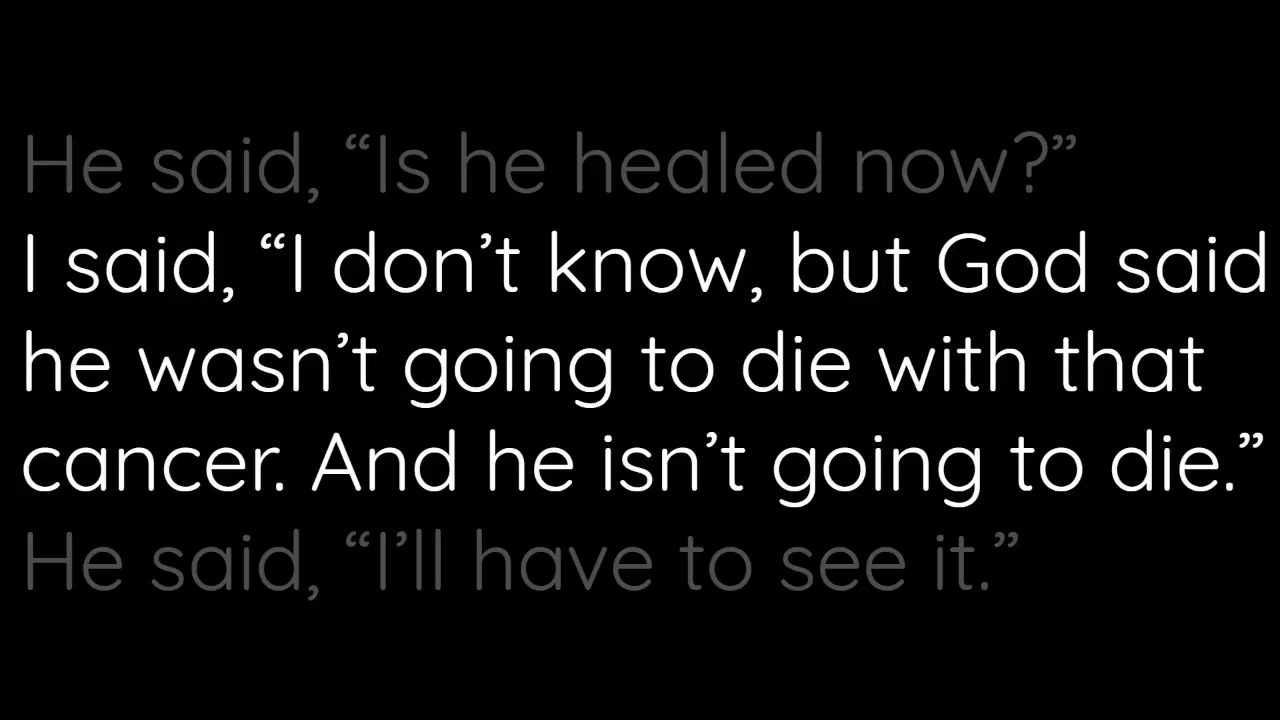 He said, “Is he healed now?”
I said, “I don’t know, but God said
he wasn’t going to die with that
cancer. And he isn’t going to die.”
He said, “I’ll have to see it.”